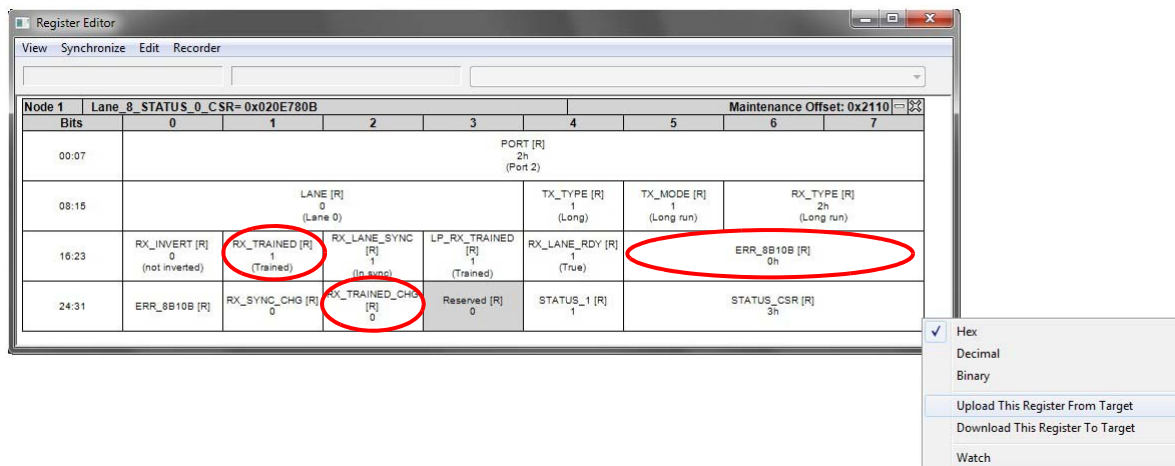 Register Editor
View Synchronize Edit Recorder
Node 1 Lane_8_STATUS_0_CSR= 0x020E780B Maintenance Offset: 0x2110
Bits 0 1 2 3 4 5 6 7
00:07
PORT [R]
2h
(Port 2)
08:15
LANE [R]
0
(Lane 0)
TX_TYPE [R]
1
(Long)
TX_MODE [R]
1
(Long run)
RX_TYPE [R]
2h
(Long run)
16:23
RX_INVERT [R]
0
(not inverted)
RX_TRAINED [R]
1
(Trained)
RX_LANE_SYNC
[R]
1
(In sync)
LP_RX_TRAINED
[R]
1
(Trained)
RX_LANE_RDY [R]
1
(True)
ERR_8B10B [R]
0h
24:31
ERR_8B10B [R]
RX_SYNC_CHG [R]
0
RX_TRAINED_CHG
[R]
0
Reserved [R]
0
STATUS_1 [R]
1
STATUS_CSR [R]
3h
Hex
Decimal
Binary
Upload This Register From Target
Download This Register To Target
Watch